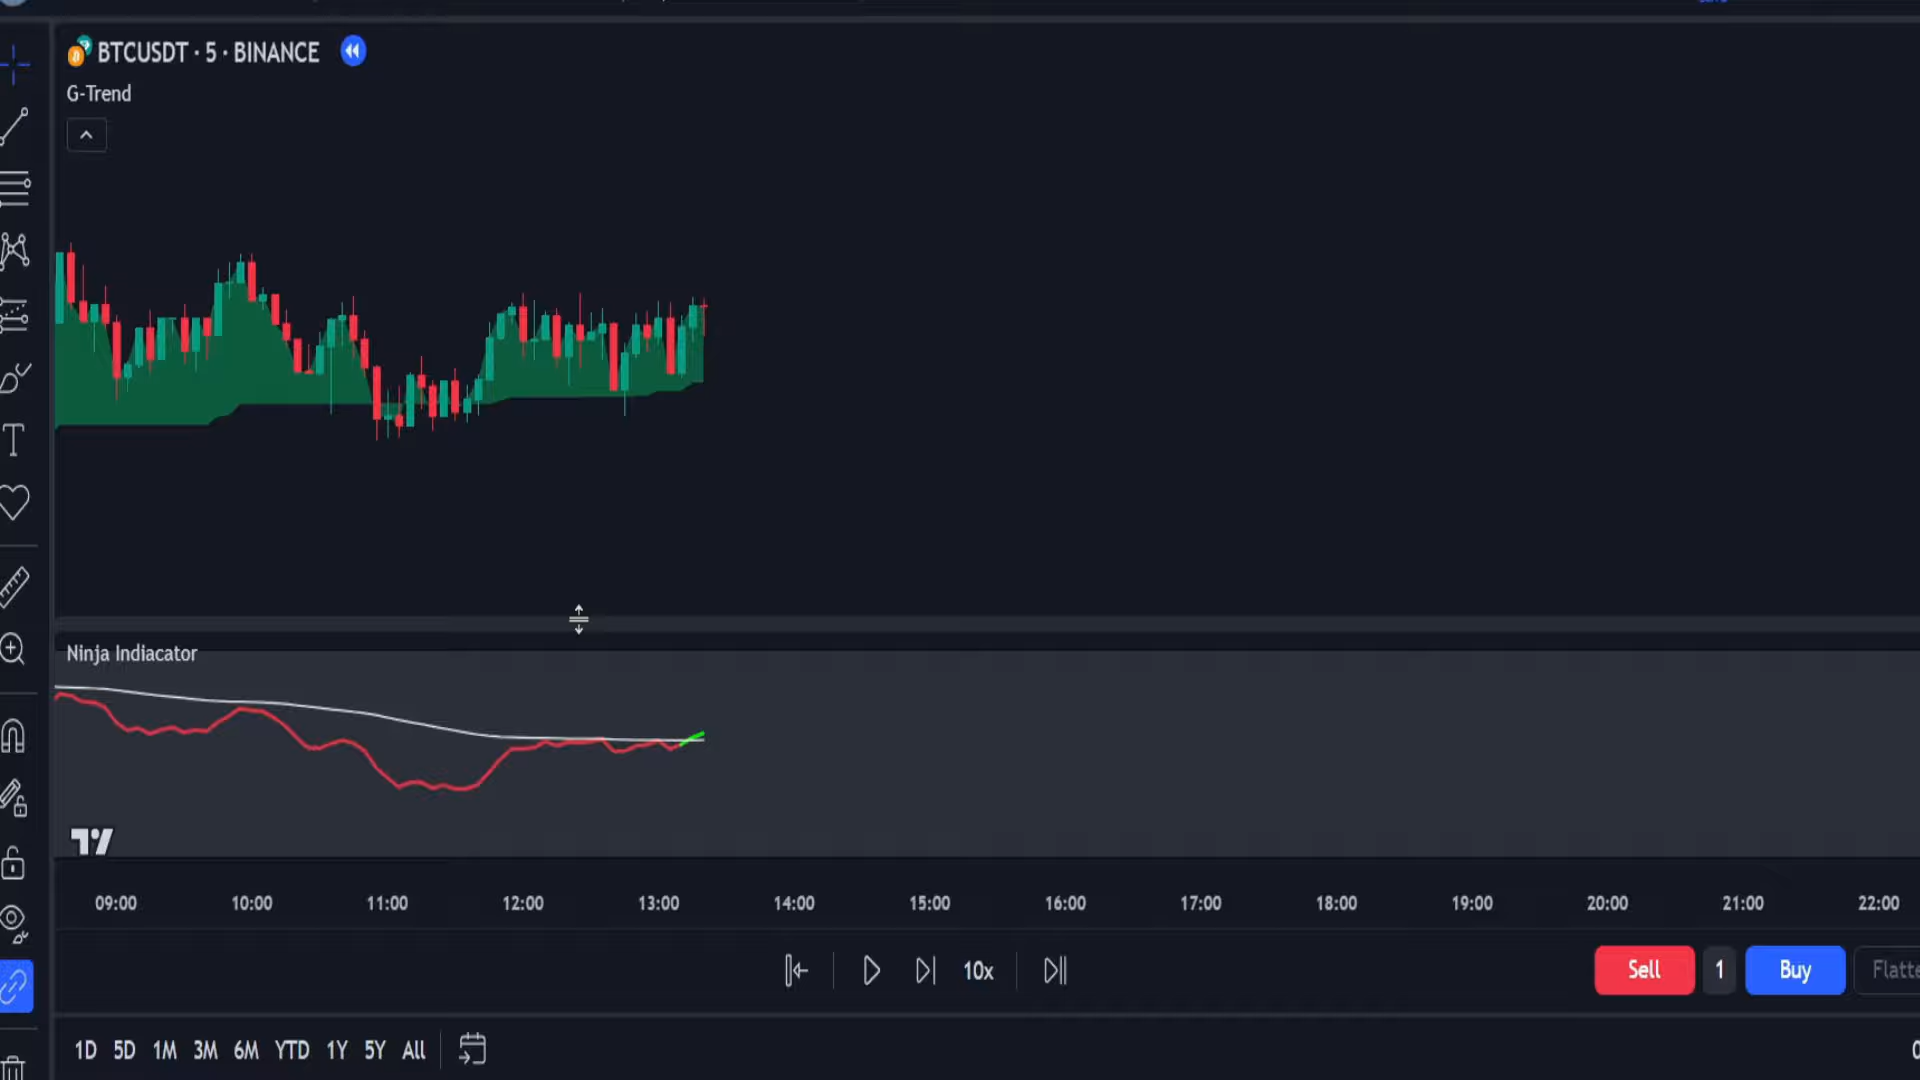 BTCUSDT · 5 · BINANCE
G-Trend
Ninja Indiacator
09:00 10:00 11:00 12:00 13:00 14:00 15:00 16:00 17:00 18:00 19:00 20:00 21:00 22:00
10x Sell 1 Buy Flatte
1D 5D 1M 3M 6M YTD 1Y 5Y All